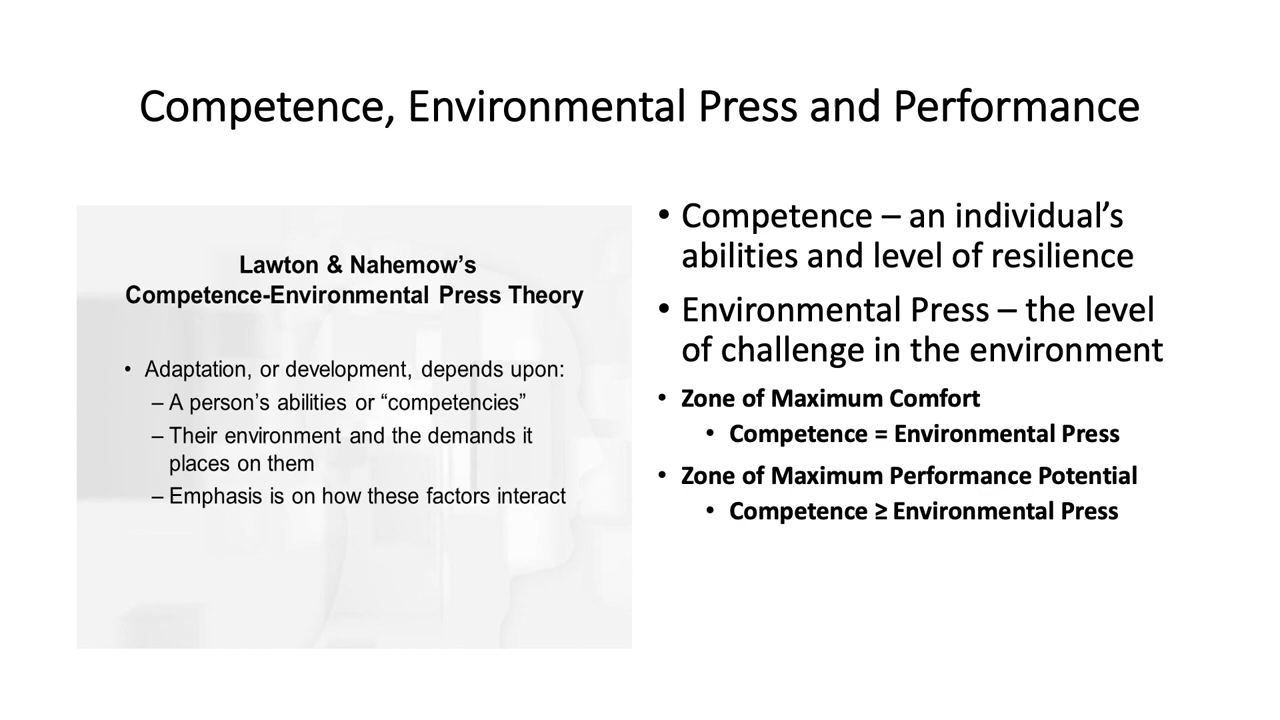 Competence, Environmental Press and Performance
Lawton & Nahemow’s
Competence-Environmental Press Theory
• Adaptation, or development, depends upon:
– A person’s abilities or “competencies”
– Their environment and the demands it
places on them
– Emphasis is on how these factors interact
• Competence – an individual’s
abilities and level of resilience
• Environmental Press – the level
of challenge in the environment
• Zone of Maximum Comfort
• Competence = Environmental Press
• Zone of Maximum Performance Potential
• Competence ≥ Environmental Press